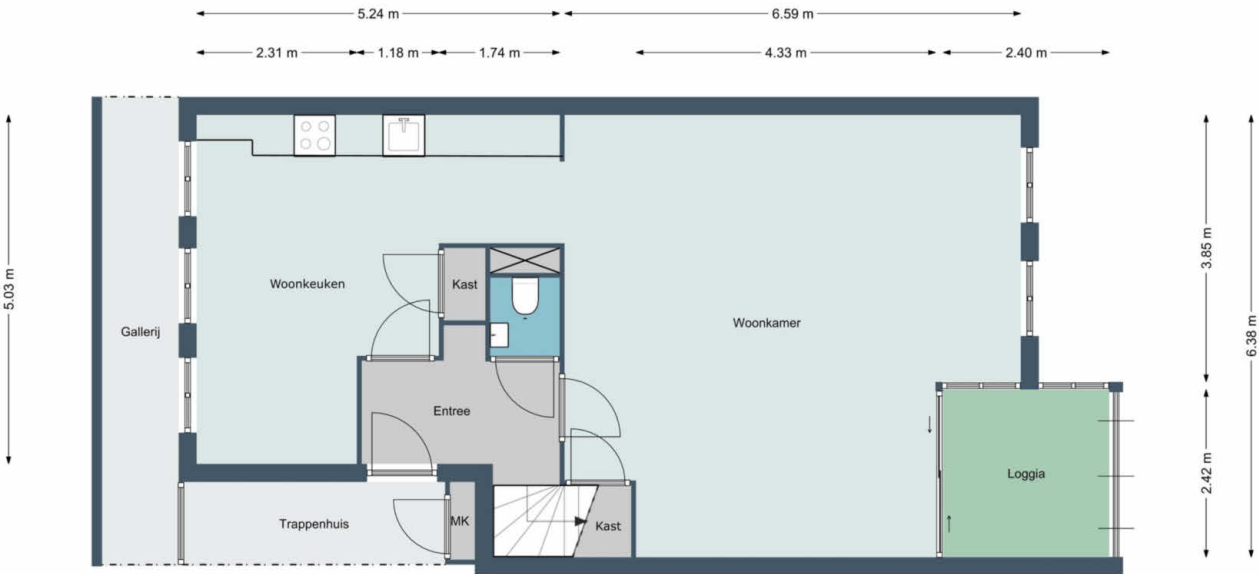 5.24 m
6.59 m
2.31 m
1.18 m
1.74 m
4.33 m
2.40 m
5.03 m
3.85 m
6.38 m
2.42 m
Woonkeuken
Kast
Gallerij
Woonkamer
Entree
Loggia
Trappenhuis
MK
Kast